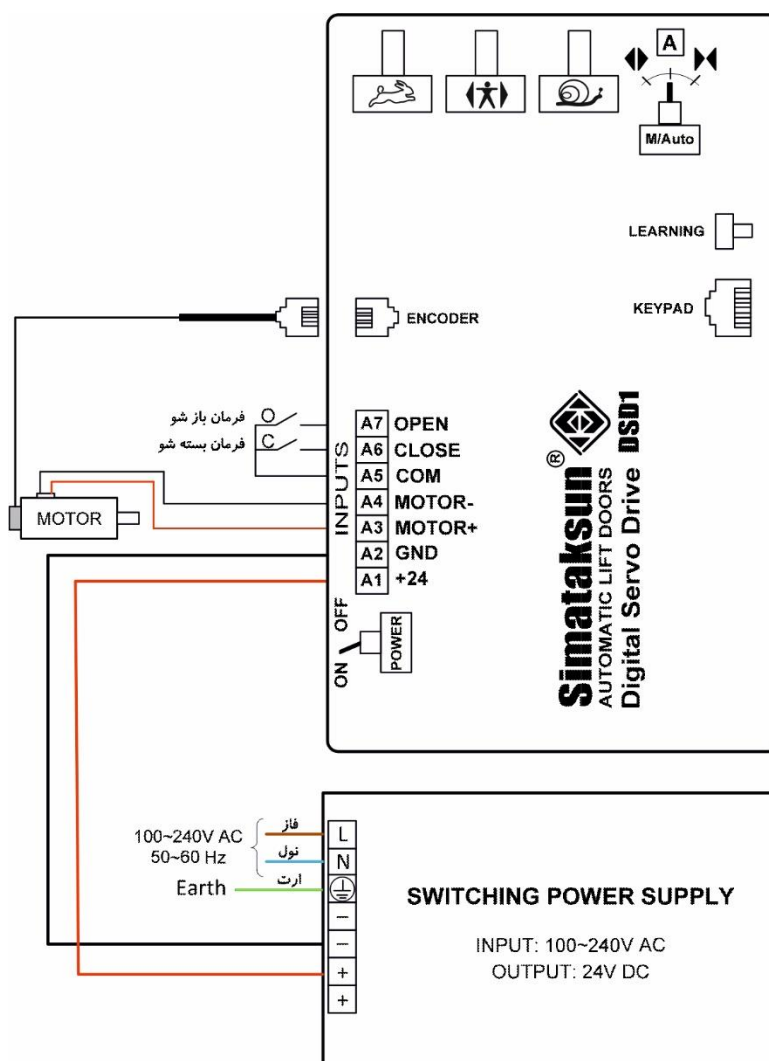 A
M/Auto
LEARNING
ENCODER
KEYPAD
فرمان باز شو
O
فرمان بسته شو
C
INPUTS
A7 OPEN
A6 CLOSE
A5 COM
A4 MOTOR-
A3 MOTOR+
A2 GND
A1 +24
MOTOR
ON OFF
POWER
Simataksun®
AUTOMATIC LIFT DOORS
Digital Servo Drive DSD1
100~240V AC
50~60 Hz
فاز
نول
ارت
Earth
L
N
–
–
+
+
SWITCHING POWER SUPPLY
INPUT: 100~240V AC
OUTPUT: 24V DC